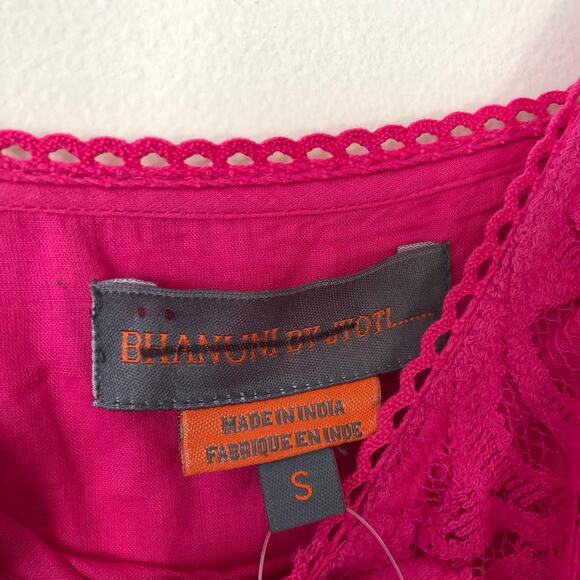 BHANUNI BY JYOTI.......
MADE IN INDIA
FABRIQUE EN INDE
S